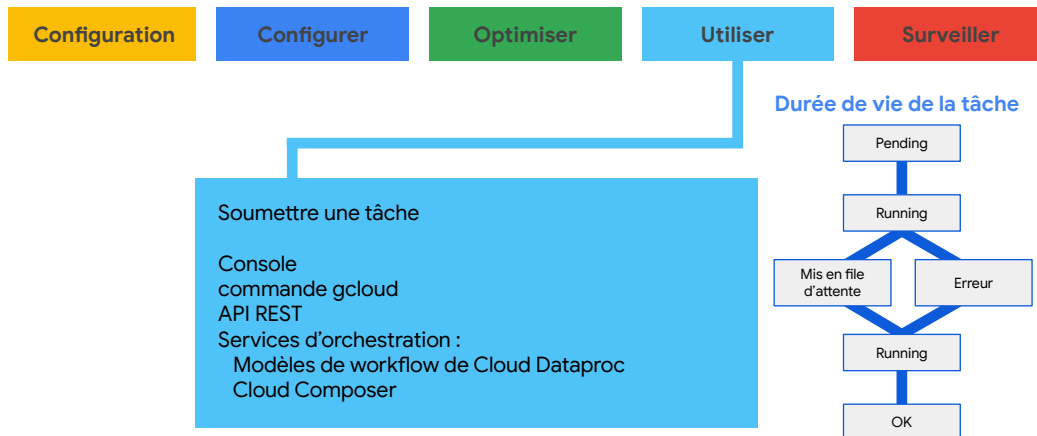 Configuration
Configurer
Optimiser
Utiliser
Surveiller
Durée de vie de la tâche
Pending
Running
Mis en file
d'attente
Erreur
Running
OK
Soumettre une tâche
Console
commande gcloud
API REST
Services d'orchestration :
Modèles de workflow de Cloud Dataproc
Cloud Composer